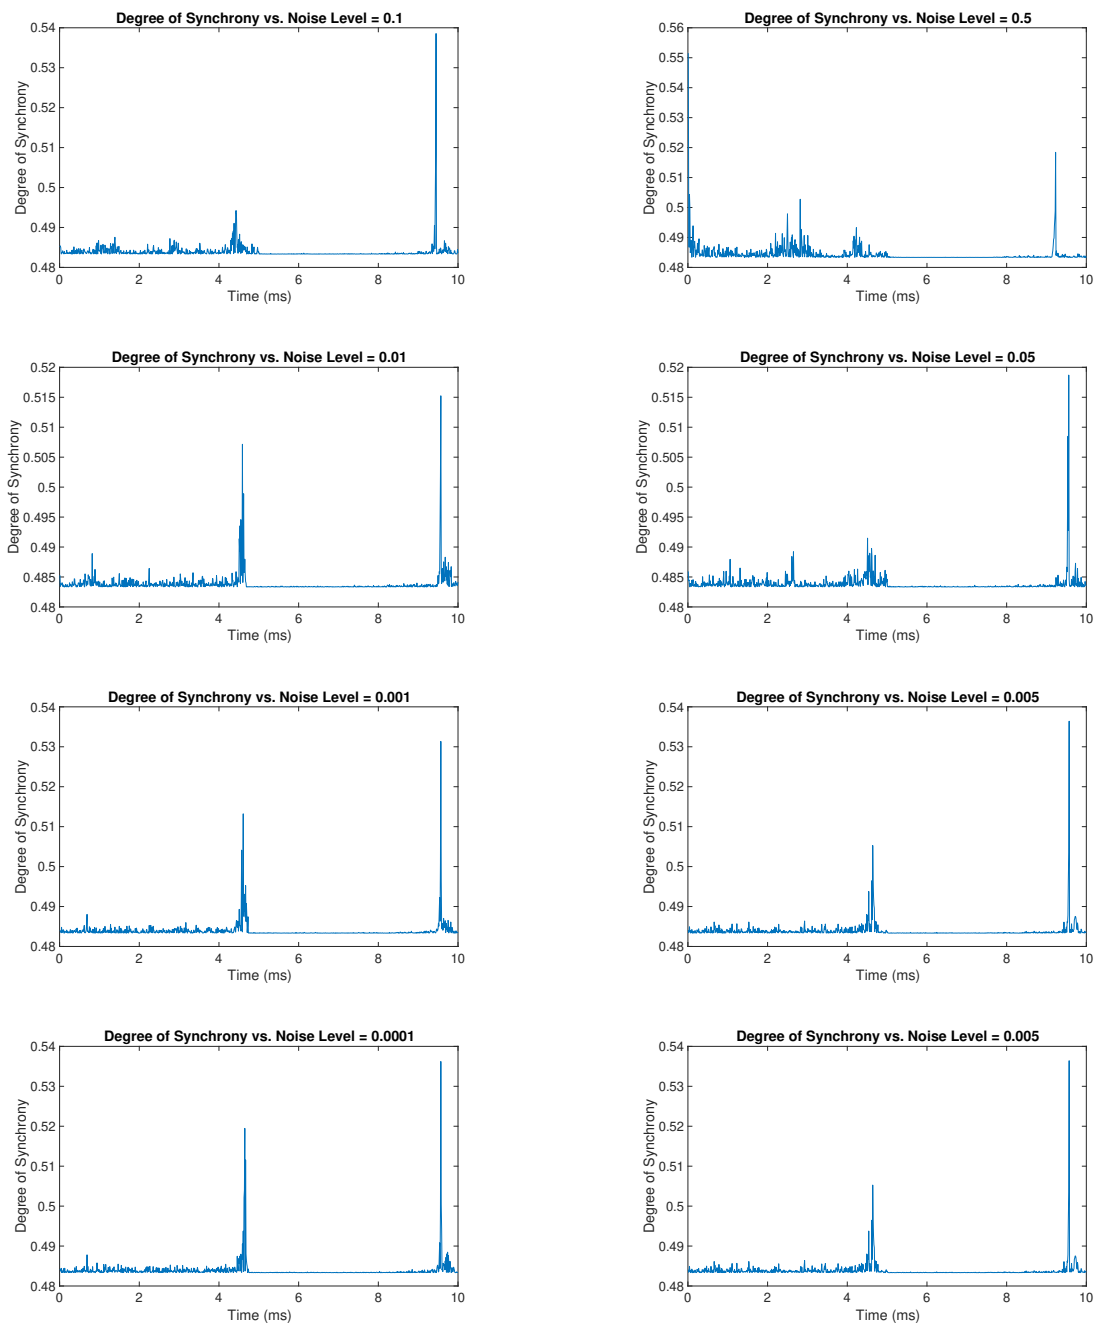 Degree of Synchrony vs. Noise Level = 0.1
0.54
0.53
0.52
0.51
0.5
0.49
0.48
Degree of Synchrony
0 2 4 6 8 10
Time (ms)
Degree of Synchrony vs. Noise Level = 0.5
0.56
0.55
0.54
0.53
0.52
0.51
0.5
0.49
0.48
Degree of Synchrony
0 2 4 6 8 10
Time (ms)
Degree of Synchrony vs. Noise Level = 0.01
0.52
0.515
0.51
0.505
0.5
0.495
0.49
0.485
0.48
Degree of Synchrony
0 2 4 6 8 10
Time (ms)
Degree of Synchrony vs. Noise Level = 0.05
0.52
0.515
0.51
0.505
0.5
0.495
0.49
0.485
0.48
Degree of Synchrony
0 2 4 6 8 10
Time (ms)
Degree of Synchrony vs. Noise Level = 0.001
0.54
0.53
0.52
0.51
0.5
0.49
0.48
Degree of Synchrony
0 2 4 6 8 10
Time (ms)
Degree of Synchrony vs. Noise Level = 0.005
0.54
0.53
0.52
0.51
0.5
0.49
0.48
Degree of Synchrony
0 2 4 6 8 10
Time (ms)
Degree of Synchrony vs. Noise Level = 0.0001
0.54
0.53
0.52
0.51
0.5
0.49
0.48
Degree of Synchrony
0 2 4 6 8 10
Time (ms)
Degree of Synchrony vs. Noise Level = 0.005
0.54
0.53
0.52
0.51
0.5
0.49
0.48
Degree of Synchrony
0 2 4 6 8 10
Time (ms)